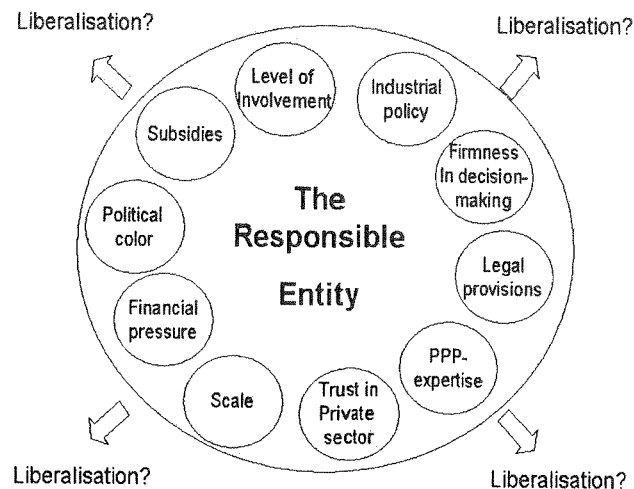 Liberalisation?
Liberalisation?
Level of
Involvement
Industrial
policy
Subsidies
Firmness
In decision-
making
The
Responsible
Entity
Political
color
Legal
provisions
Financial
pressure
PPP-
expertise
Scale
Trust in
Private
sector
Liberalisation?
Liberalisation?